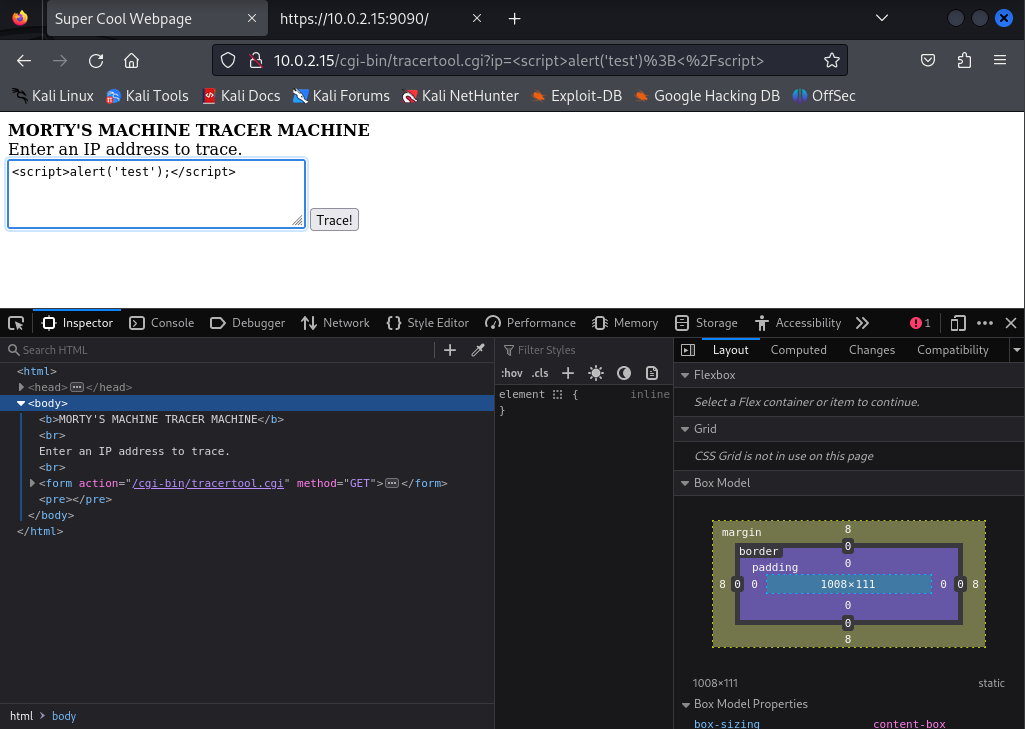 Super Cool Webpage
https://10.0.2.15:9090/
10.0.2.15/cgi-bin/tracertool.cgi?ip=<script>alert('test')%3B<%2Fscript>
Kali Linux Kali Tools Kali Docs Kali Forums Kali NetHunter Exploit-DB Google Hacking DB OffSec
MORTY'S MACHINE TRACER MACHINE
Enter an IP address to trace.
<script>alert('test');</script>
Trace!
Inspector Console Debugger Network Style Editor Performance Memory Storage Accessibility 1
Search HTML
Filter Styles
Layout Computed Changes Compatibility
<html>
<head></head>
<body>
<b>MORTY'S MACHINE TRACER MACHINE</b>
<br>
Enter an IP address to trace.
<br>
<form action="/cgi-bin/tracertool.cgi" method="GET"></form>
<pre></pre>
</body>
</html>
html > body
:hov .cls
element { inline
}
Flexbox
Select a Flex container or item to continue.
Grid
CSS Grid is not in use on this page
Box Model
margin 8
border 0
padding 0
8 0 0 1008×111 0 0 8
0
0
8
1008×111 static
Box Model Properties
box-sizing content-box